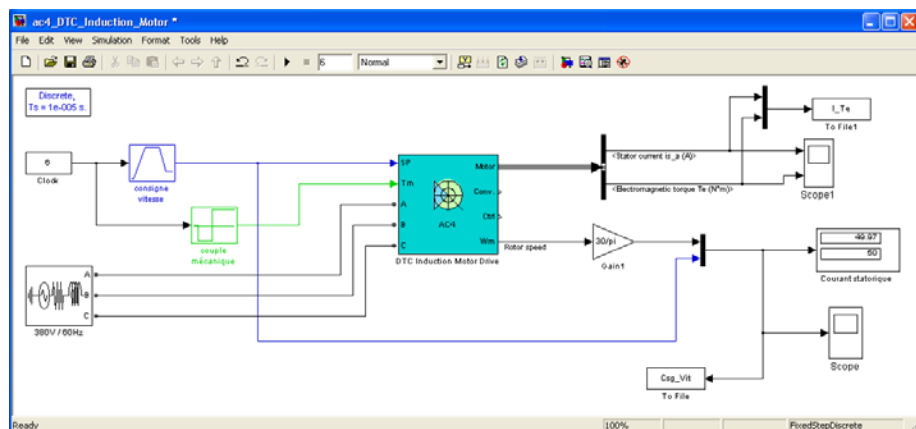 ac4_DTC_Induction_Motor *
File Edit View Simulation Format Tools Help
6
Normal
Discrete,
Ts = 1e-005 s.
6
Clock
consigne
vitesse
couple
mécanique
A
B
C
380V / 60Hz
SP
Tm
A
B
C
Motor
Conv.
Ctrl
Wm
AC4
DTC Induction Motor Drive
Rotor speed
30/pi
Gain1
<Stator current is_a (A)>
<Electromagnetic torque Te (N*m)>
I_Te
To File1
Scope1
49.97
50
Courant statorique
Scope
Csg_Vit
To File
Ready
100%
FixedStepDiscrete